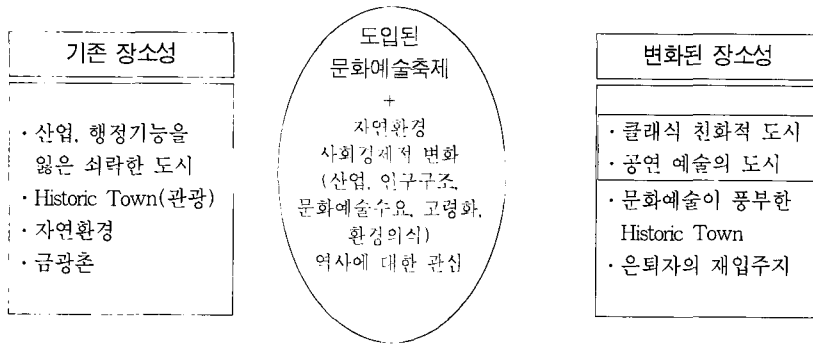 기존 장소성
· 산업, 행정기능을
잃은 쇠락한 도시
· Historic Town(관광)
· 자연환경
· 금광촌
도입된
문화예술축제
+
자연환경
사회경제적 변화
(산업, 인구구조,
문화예술수요, 고령화,
환경의식)
역사에 대한 관심
변화된 장소성
· 클래식 친화적 도시
· 공연 예술의 도시
· 문화예술이 풍부한
Historic Town
· 은퇴자의 재입주지